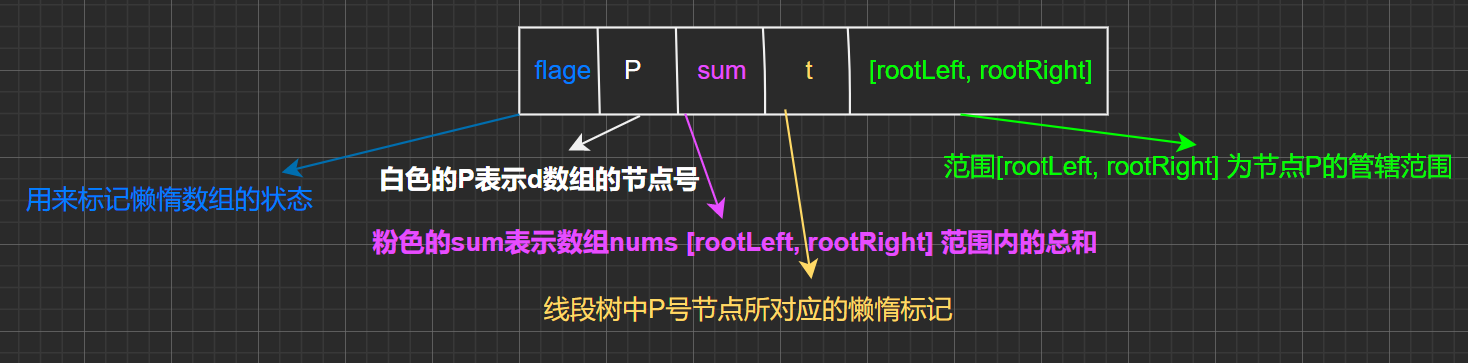 flage P sum t [rootLeft, rootRight]
白色的P表示d数组的节点号
范围[rootLeft, rootRight] 为节点P的管辖范围
用来标记懒惰数组的状态
粉色的sum表示数组nums [rootLeft, rootRight] 范围内的总和
线段树中P号节点所对应的懒惰标记